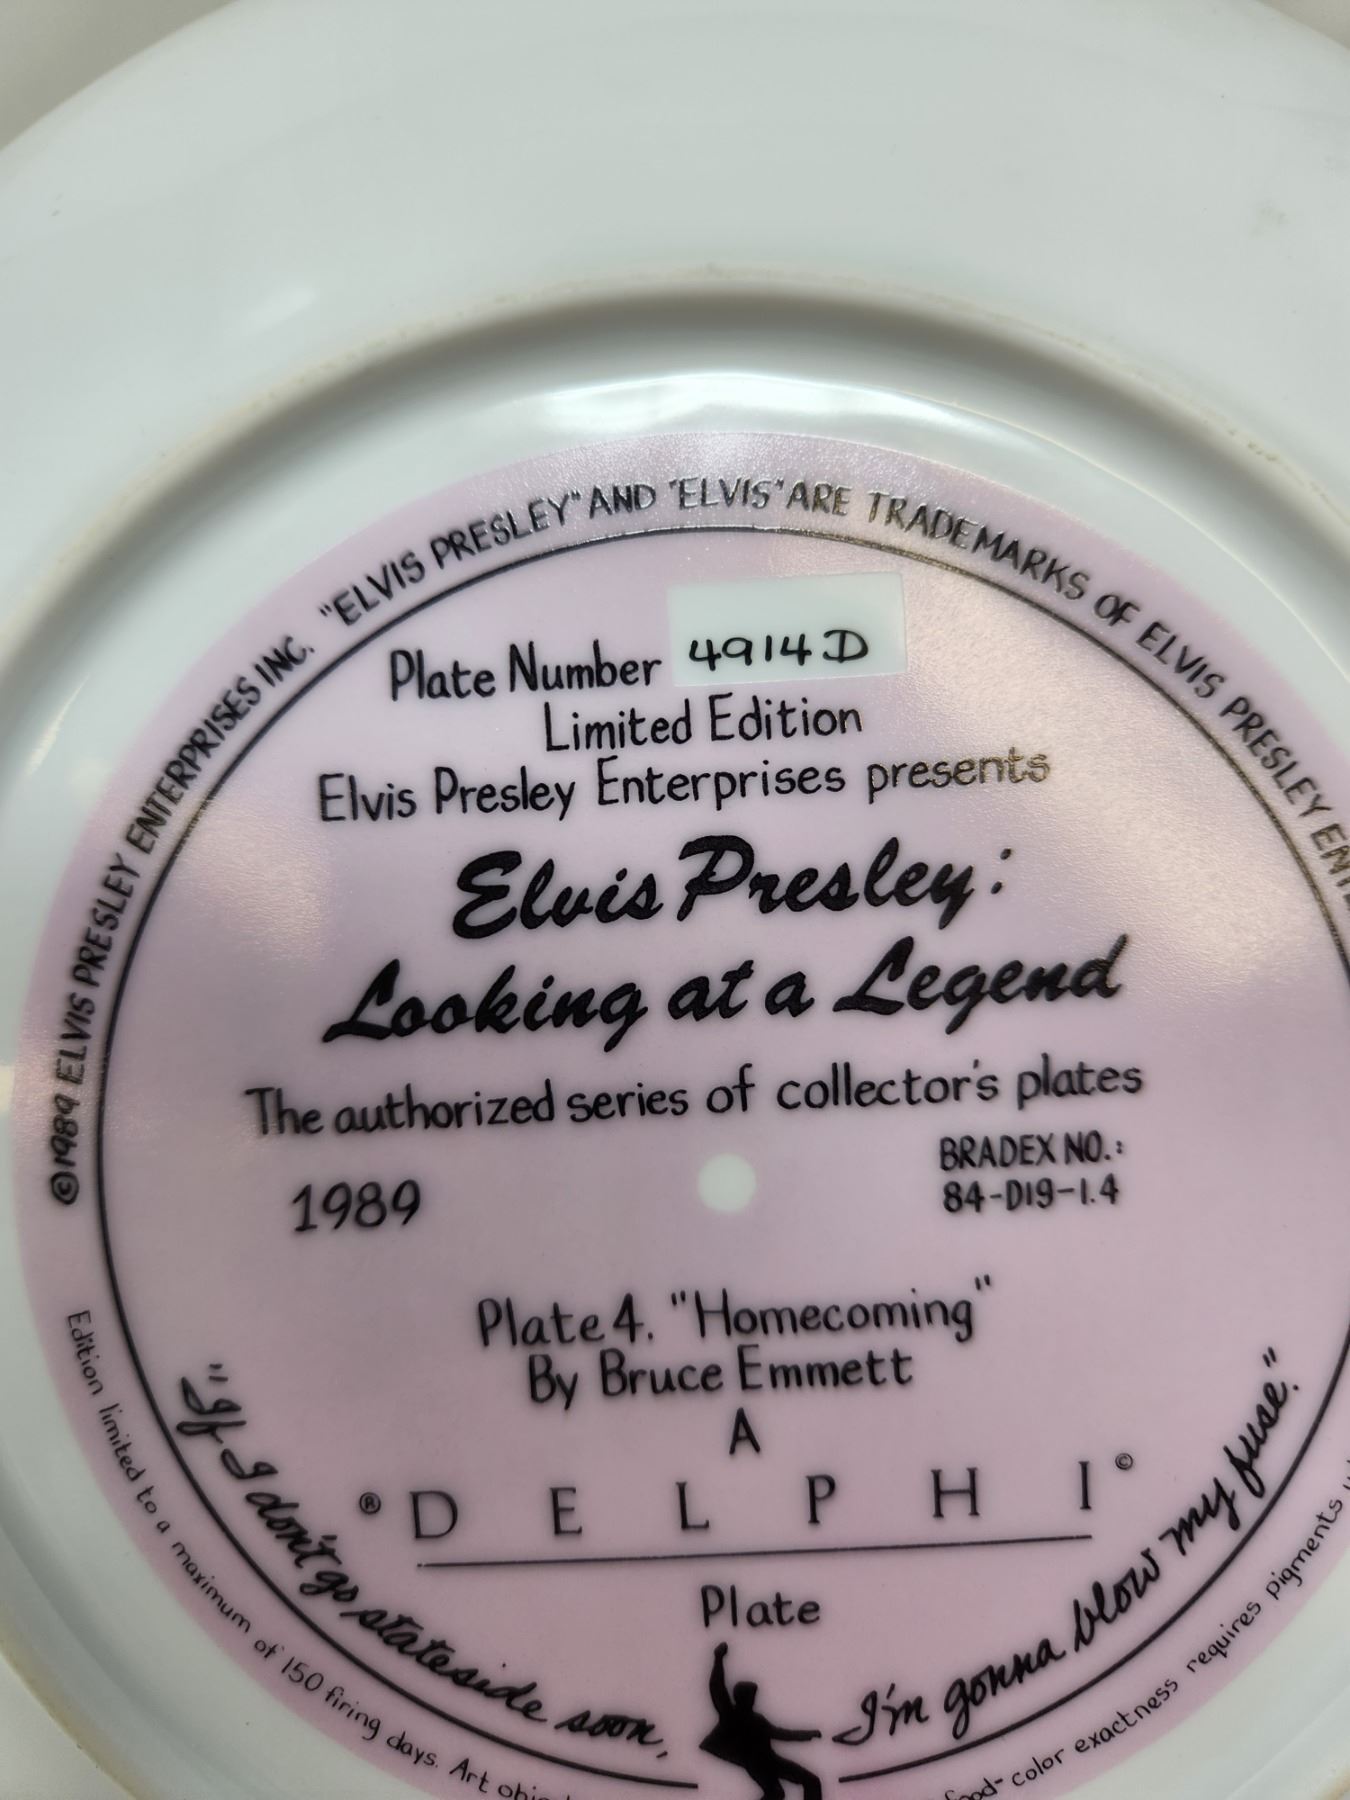 ©1989 ELVIS PRESLEY ENTERPRISES INC. "ELVIS PRESLEY" AND "ELVIS" ARE TRADEMARKS OF ELVIS PRESLEY
Plate Number 4914D
Limited Edition
Elvis Presley Enterprises presents
Elvis Presley:
Looking at a Legend
The authorized series of collector's plates
1989
BRADEX NO.:
84-D19-1.4
Plate 4. "Homecoming"
By Bruce Emmett
A
® DELPHI ©
Plate
"If I don't go stateside soon, I'm gonna blow my fuse."
Edition limited to a maximum of 150 firing days. Art
food-color exactness requires pigments